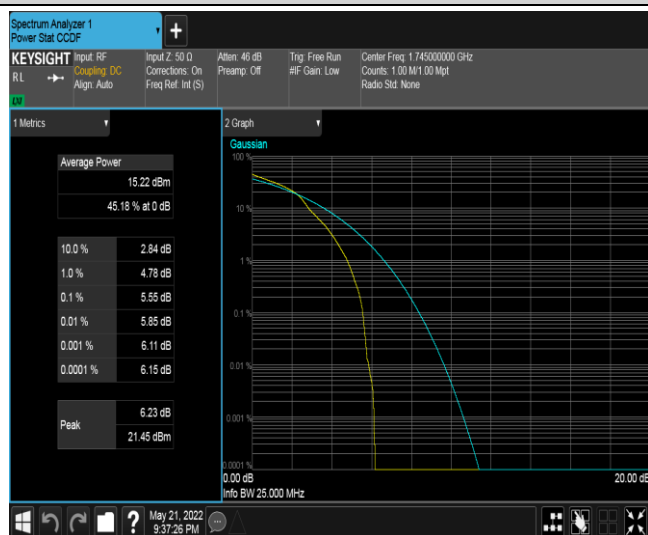 Spectrum Analyzer 1
Power Stat CCDF
KEYSIGHT
RL
LXI
Input: RF
Coupling: DC
Align: Auto
Input Z: 50 Ω
Corrections: On
Freq Ref: Int (S)
Atten: 46 dB
Preamp: Off
Trig: Free Run
#IF Gain: Low
Center Freq: 1.745000000 GHz
Counts: 1.00 M/1.00 Mpt
Radio Std: None
1 Metrics
Average Power
15.22 dBm
45.18 % at 0 dB
10.0 % 2.84 dB
1.0 % 4.78 dB
0.1 % 5.55 dB
0.01 % 5.85 dB
0.001 % 6.11 dB
0.0001 % 6.15 dB
Peak
6.23 dB
21.45 dBm
2 Graph
Gaussian
100 %
10 %
1 %
0.1 %
0.01 %
0.001 %
0.0001 %
0.00 dB 20.00 dB
Info BW 25.000 MHz
?
May 21, 2022
9:37:26 PM